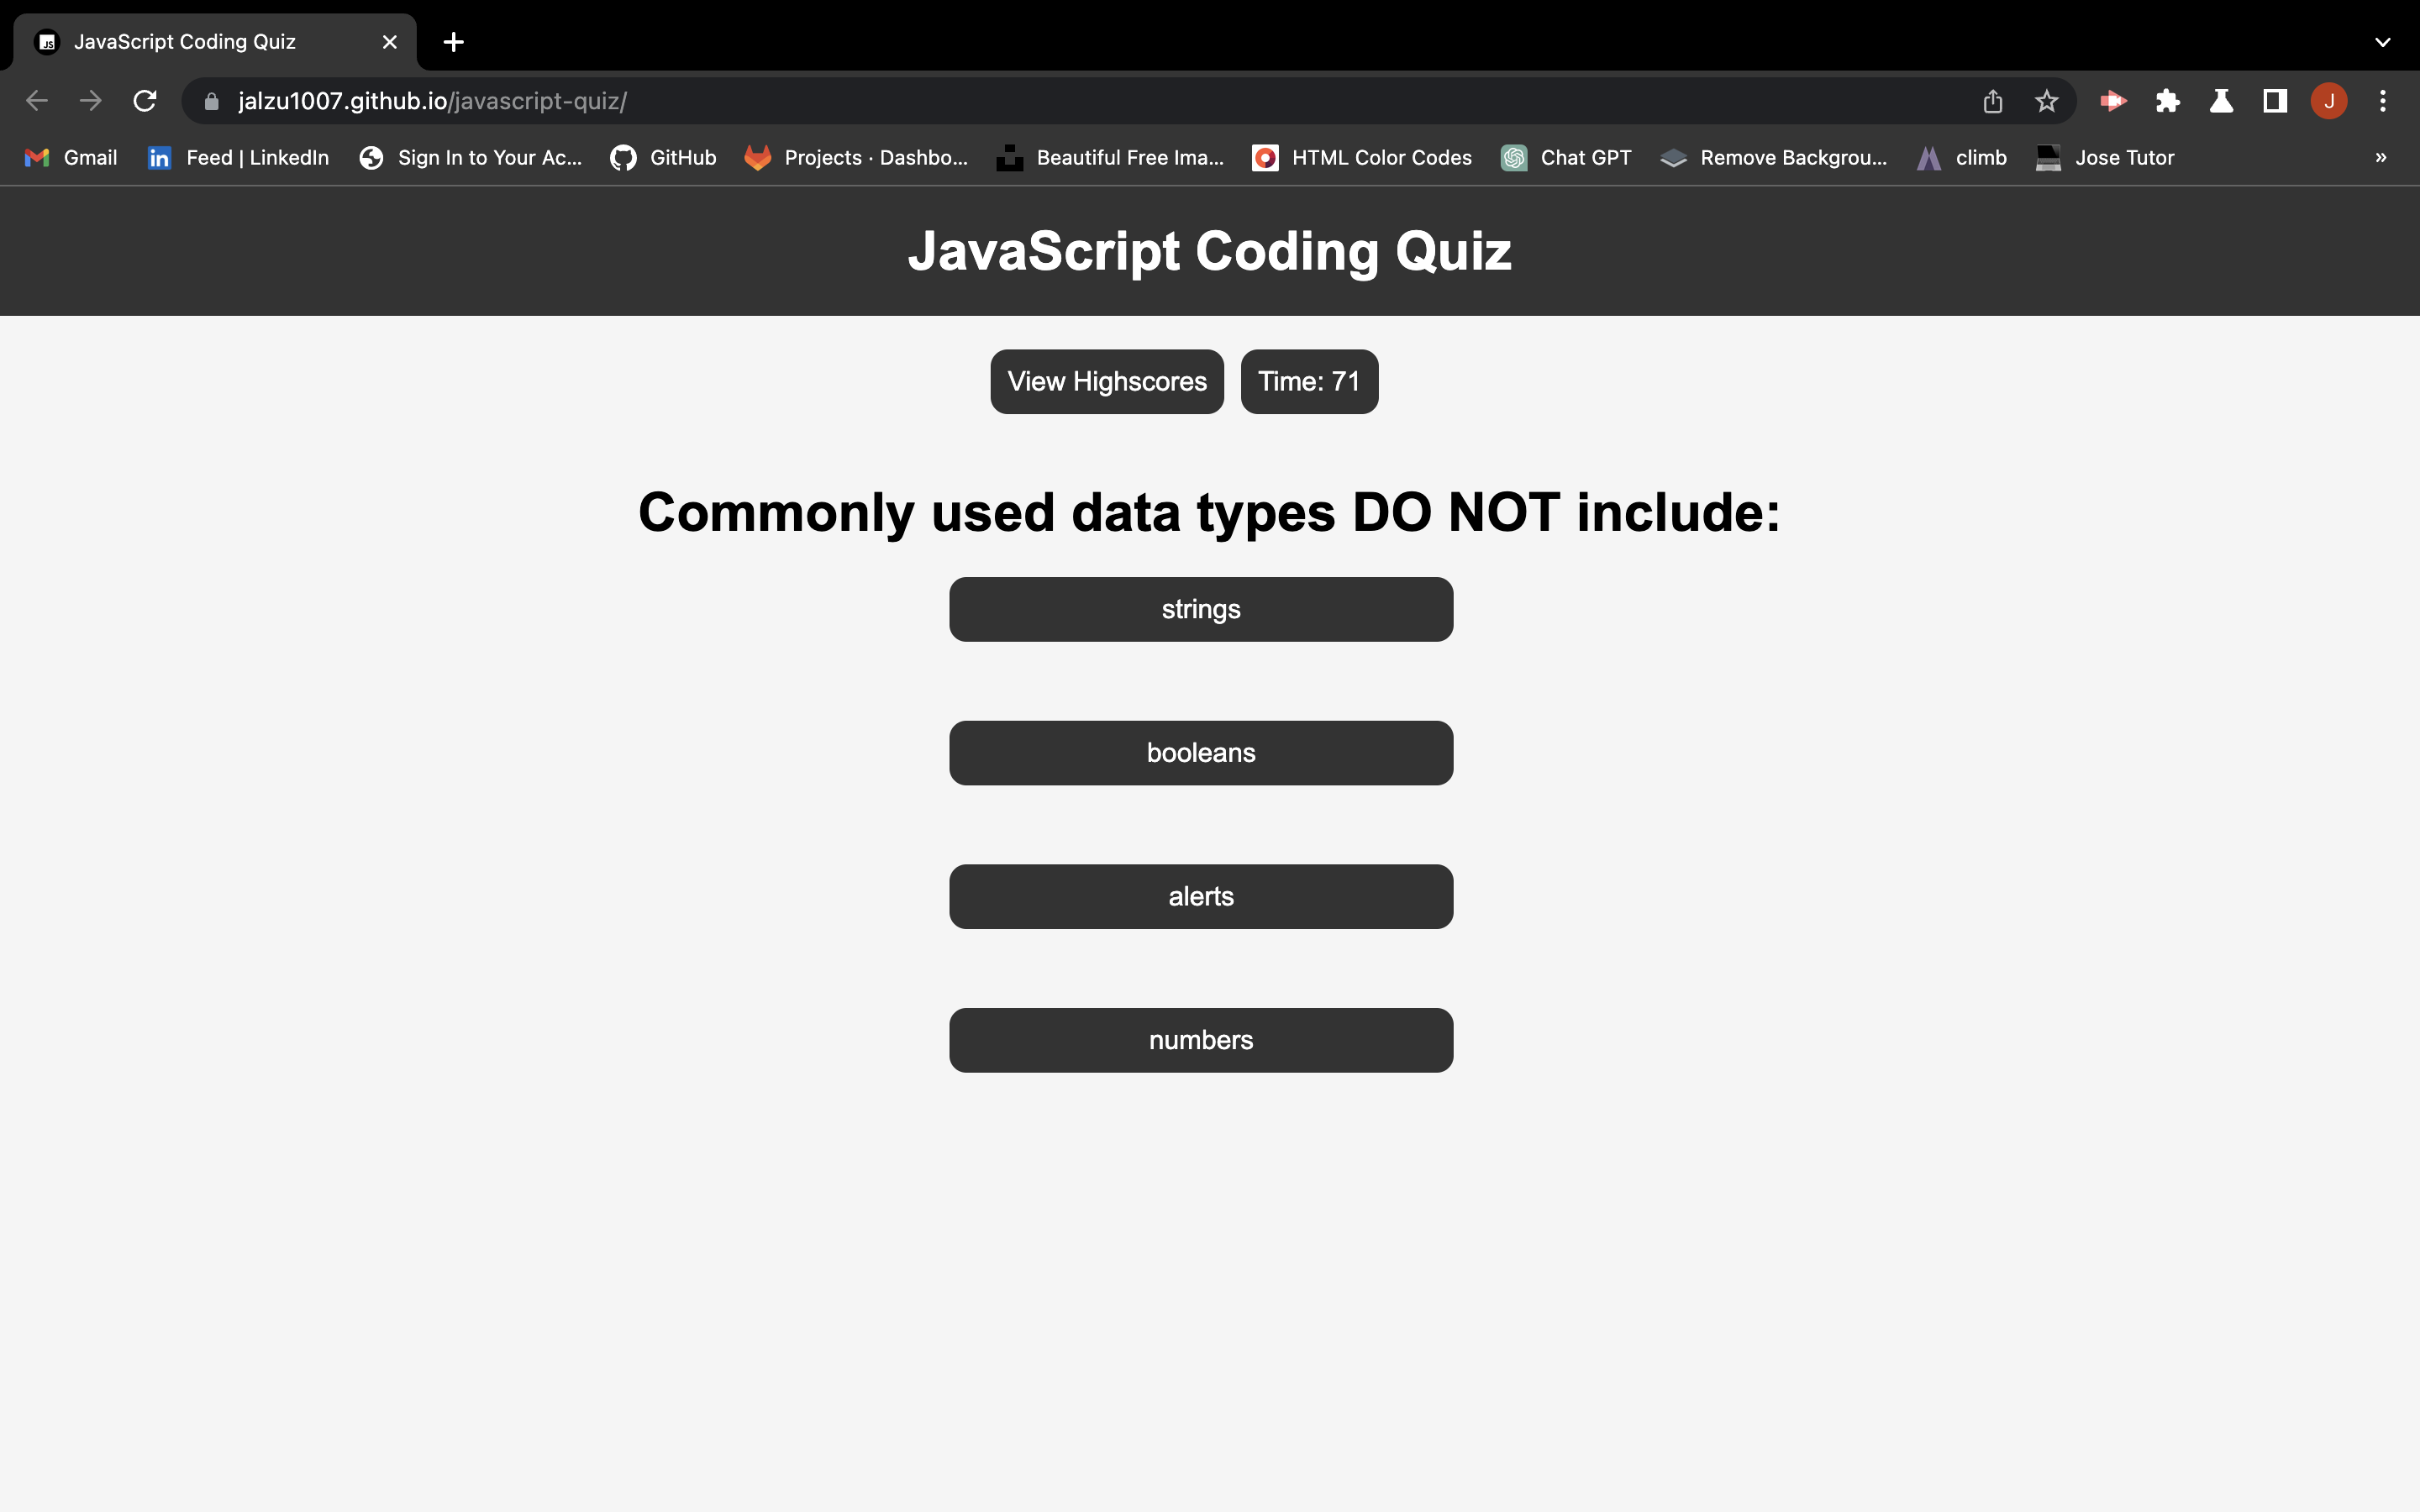 JavaScript Coding Quiz
jalzu1007.github.io/javascript-quiz/
J
Gmail
Feed | LinkedIn
Sign In to Your Ac...
GitHub
Projects · Dashbo...
Beautiful Free Ima...
HTML Color Codes
Chat GPT
Remove Backgrou...
climb
Jose Tutor
»
JavaScript Coding Quiz
View Highscores
Time: 71
Commonly used data types DO NOT include:
strings
booleans
alerts
numbers